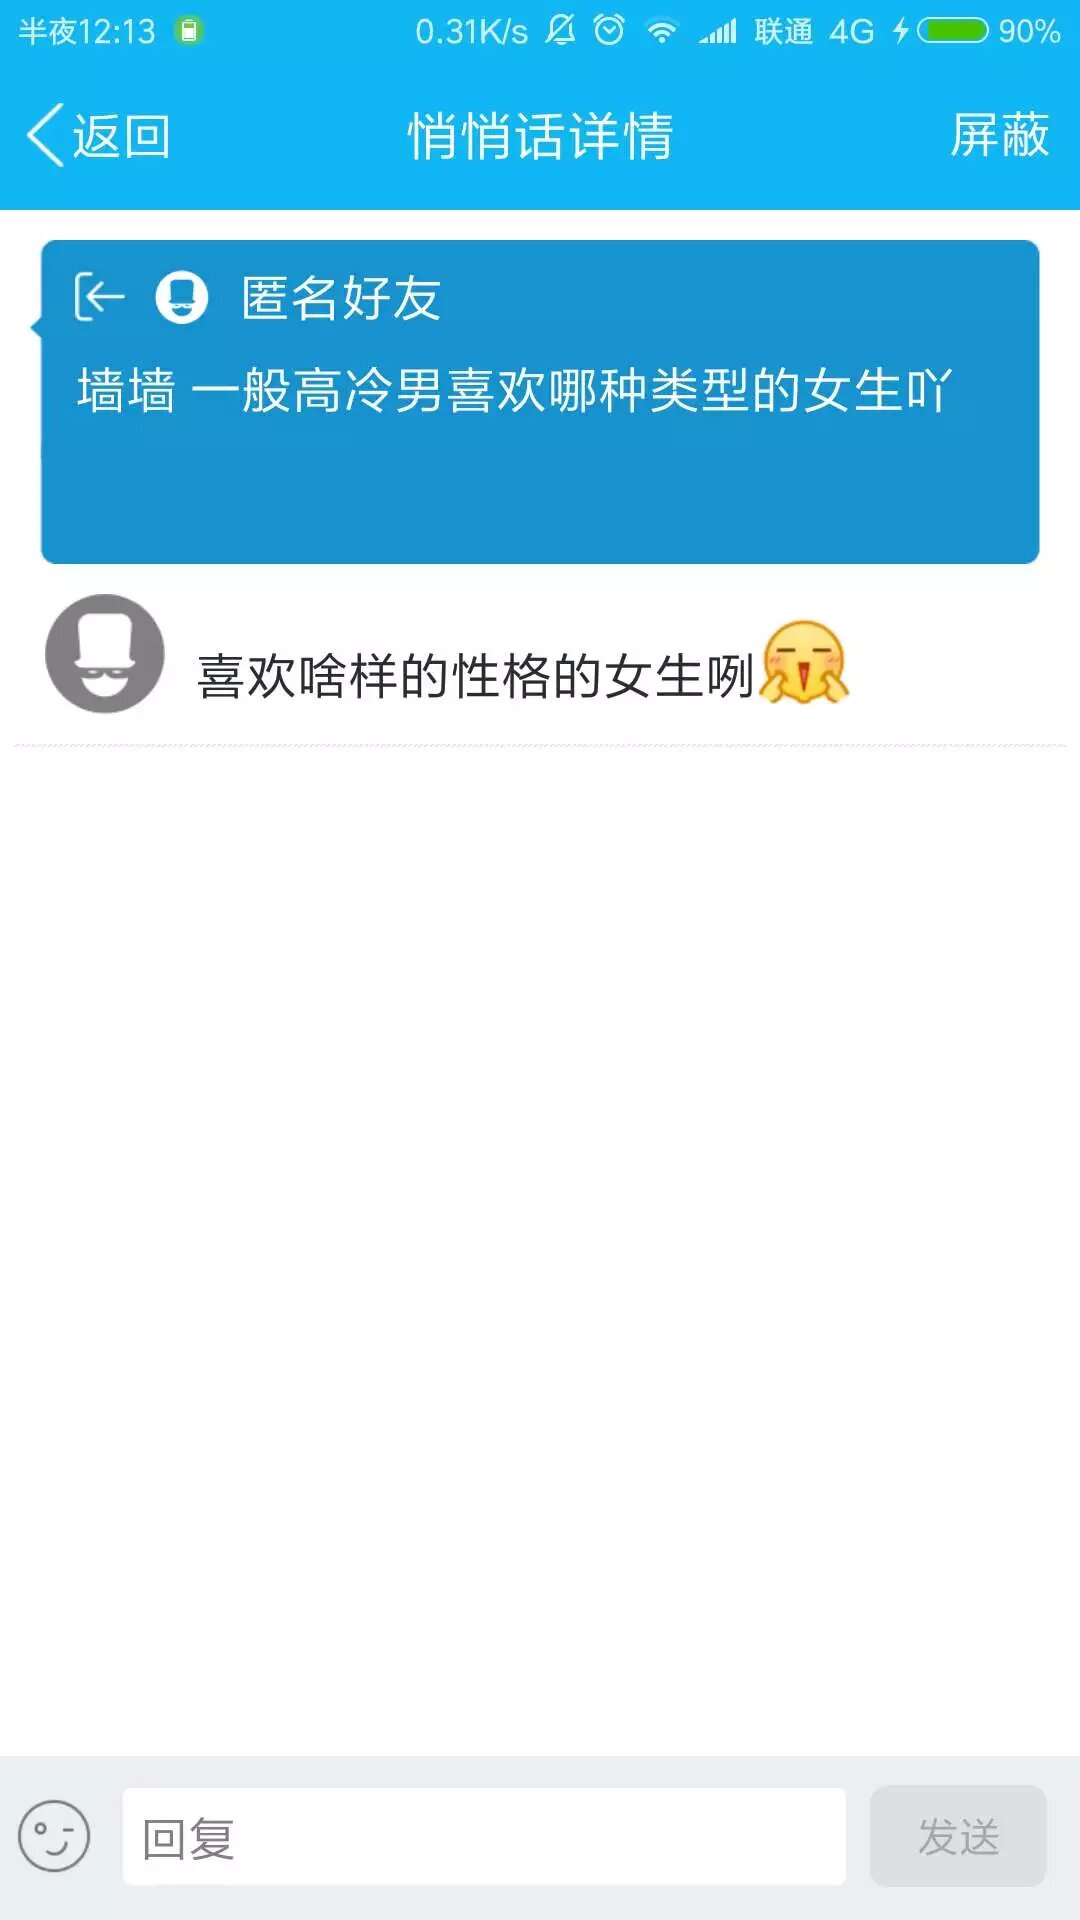 半夜12:13 0.31K/s 联通 4G 90%
返回 悄悄话详情 屏蔽
匿名好友
墙墙 一般高冷男喜欢哪种类型的女生吖
喜欢啥样的性格的女生咧
回复 发送